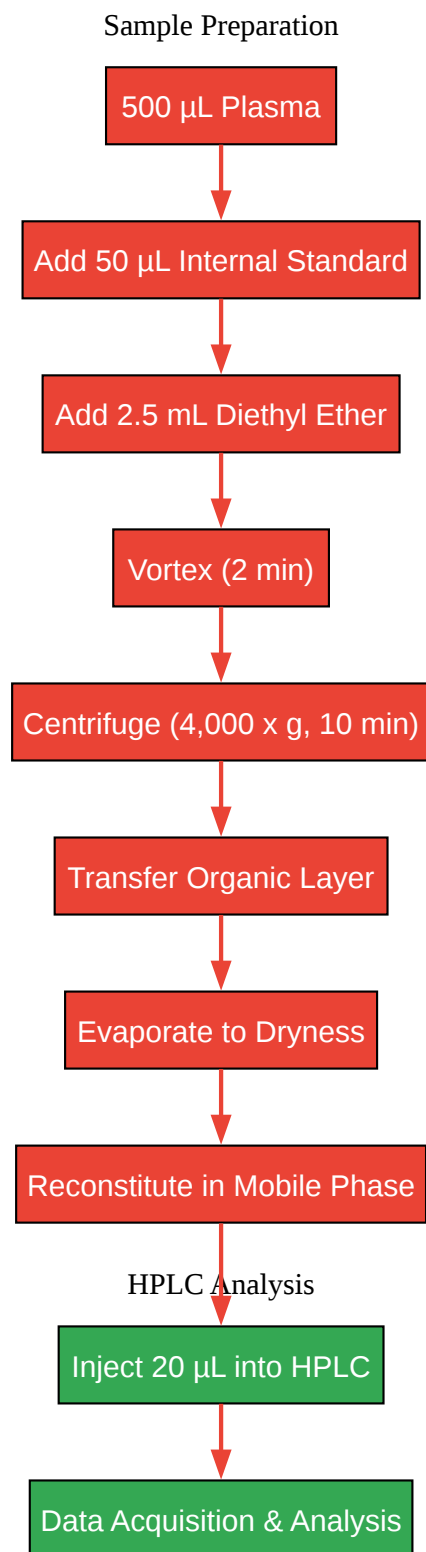 Sample Preparation
500 µL Plasma
Add 50 µL Internal Standard
Add 2.5 mL Diethyl Ether
Vortex (2 min)
Centrifuge (4,000 x g, 10 min)
Transfer Organic Layer
Evaporate to Dryness
Reconstitute in Mobile Phase
HPLC Analysis
Inject 20 µL into HPLC
Data Acquisition & Analysis